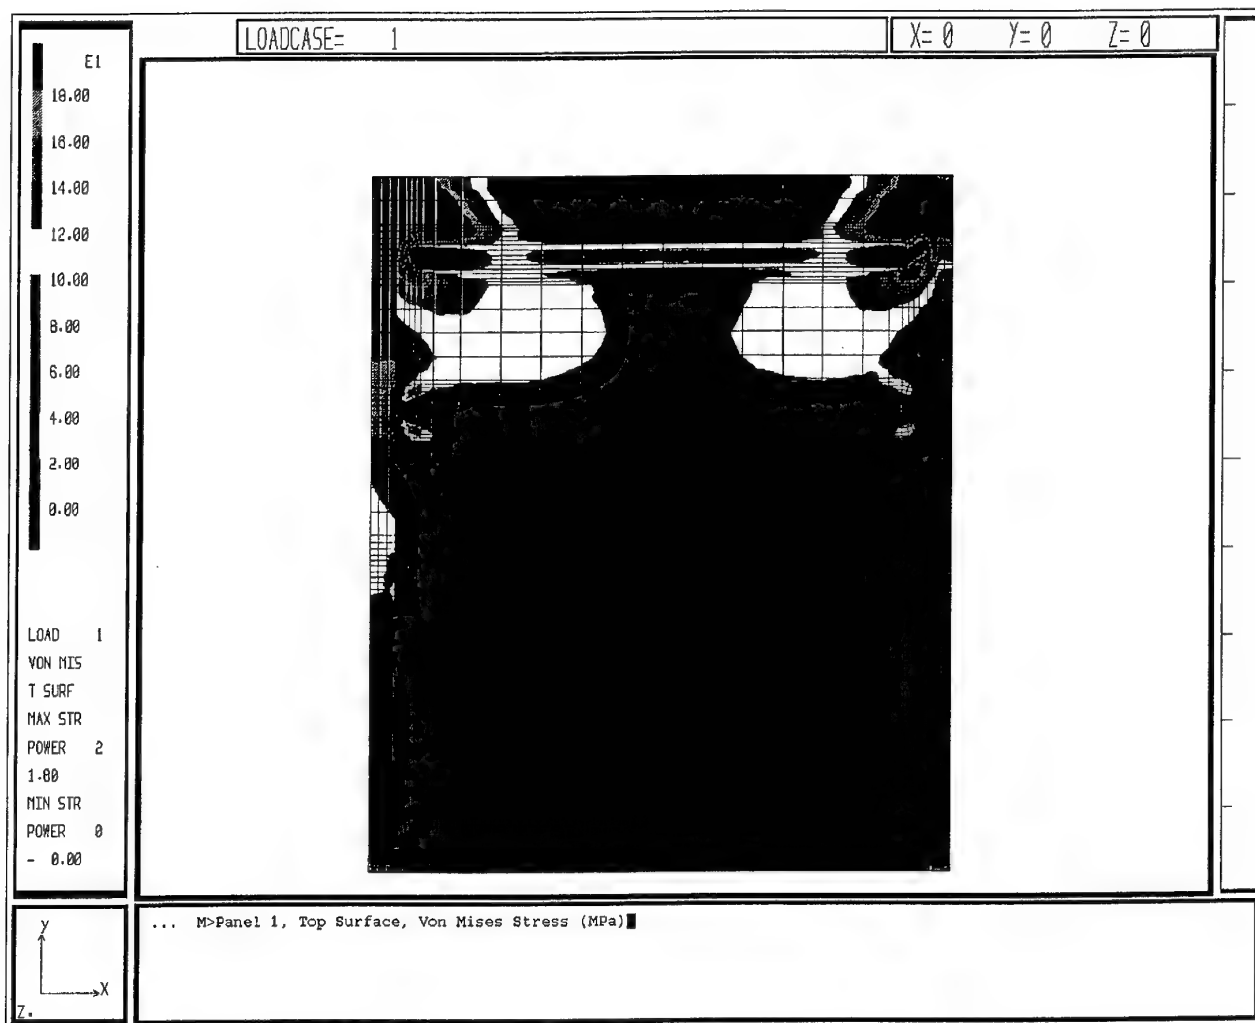 LOADCASE= 1
X= 0 Y= 0 Z= 0
E1
18.00
16.00
14.00
12.00
10.00
8.00
6.00
4.00
2.00
0.00
LOAD 1
VON MIS
T SURF
MAX STR
POWER 2
1.80
MIN STR
POWER 0
- 0.00
y
X
Z.
... M>Panel 1, Top Surface, Von Mises Stress (MPa)